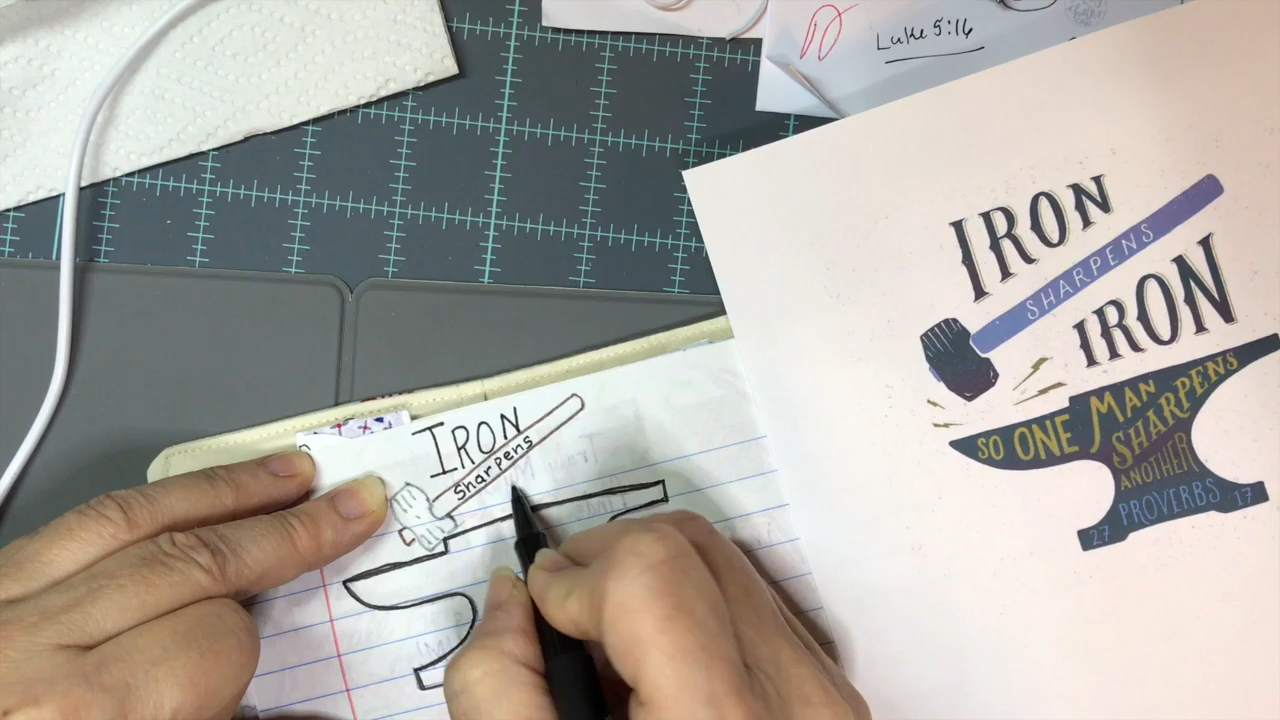 Luke 5:16
IRON
SHARPENS
IRON
SO ONE MAN
SHARPENS
ANOTHER
PROVERBS
27 17
IRON
sharpens